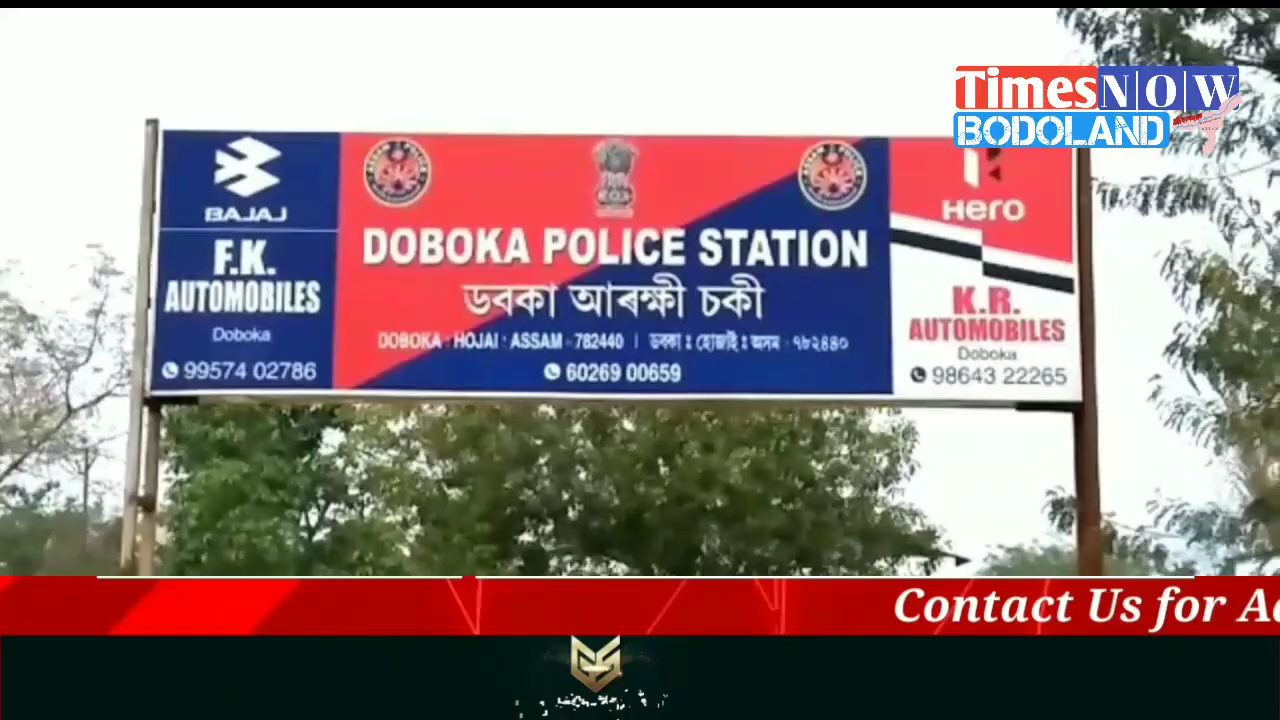 TimesNOW
BODOLAND
BAJAJ
F.K.
AUTOMOBILES
Doboka
99574 02786
DOBOKA POLICE STATION
ডবকা আৰক্ষী চকী
DOBOKA : HOJAI : ASSAM - 782440 | ডবকা : হোজাই : অসম - ৭৮২৪৪০
60269 00659
Hero
K.R.
AUTOMOBILES
Doboka
98643 22265
Contact Us for